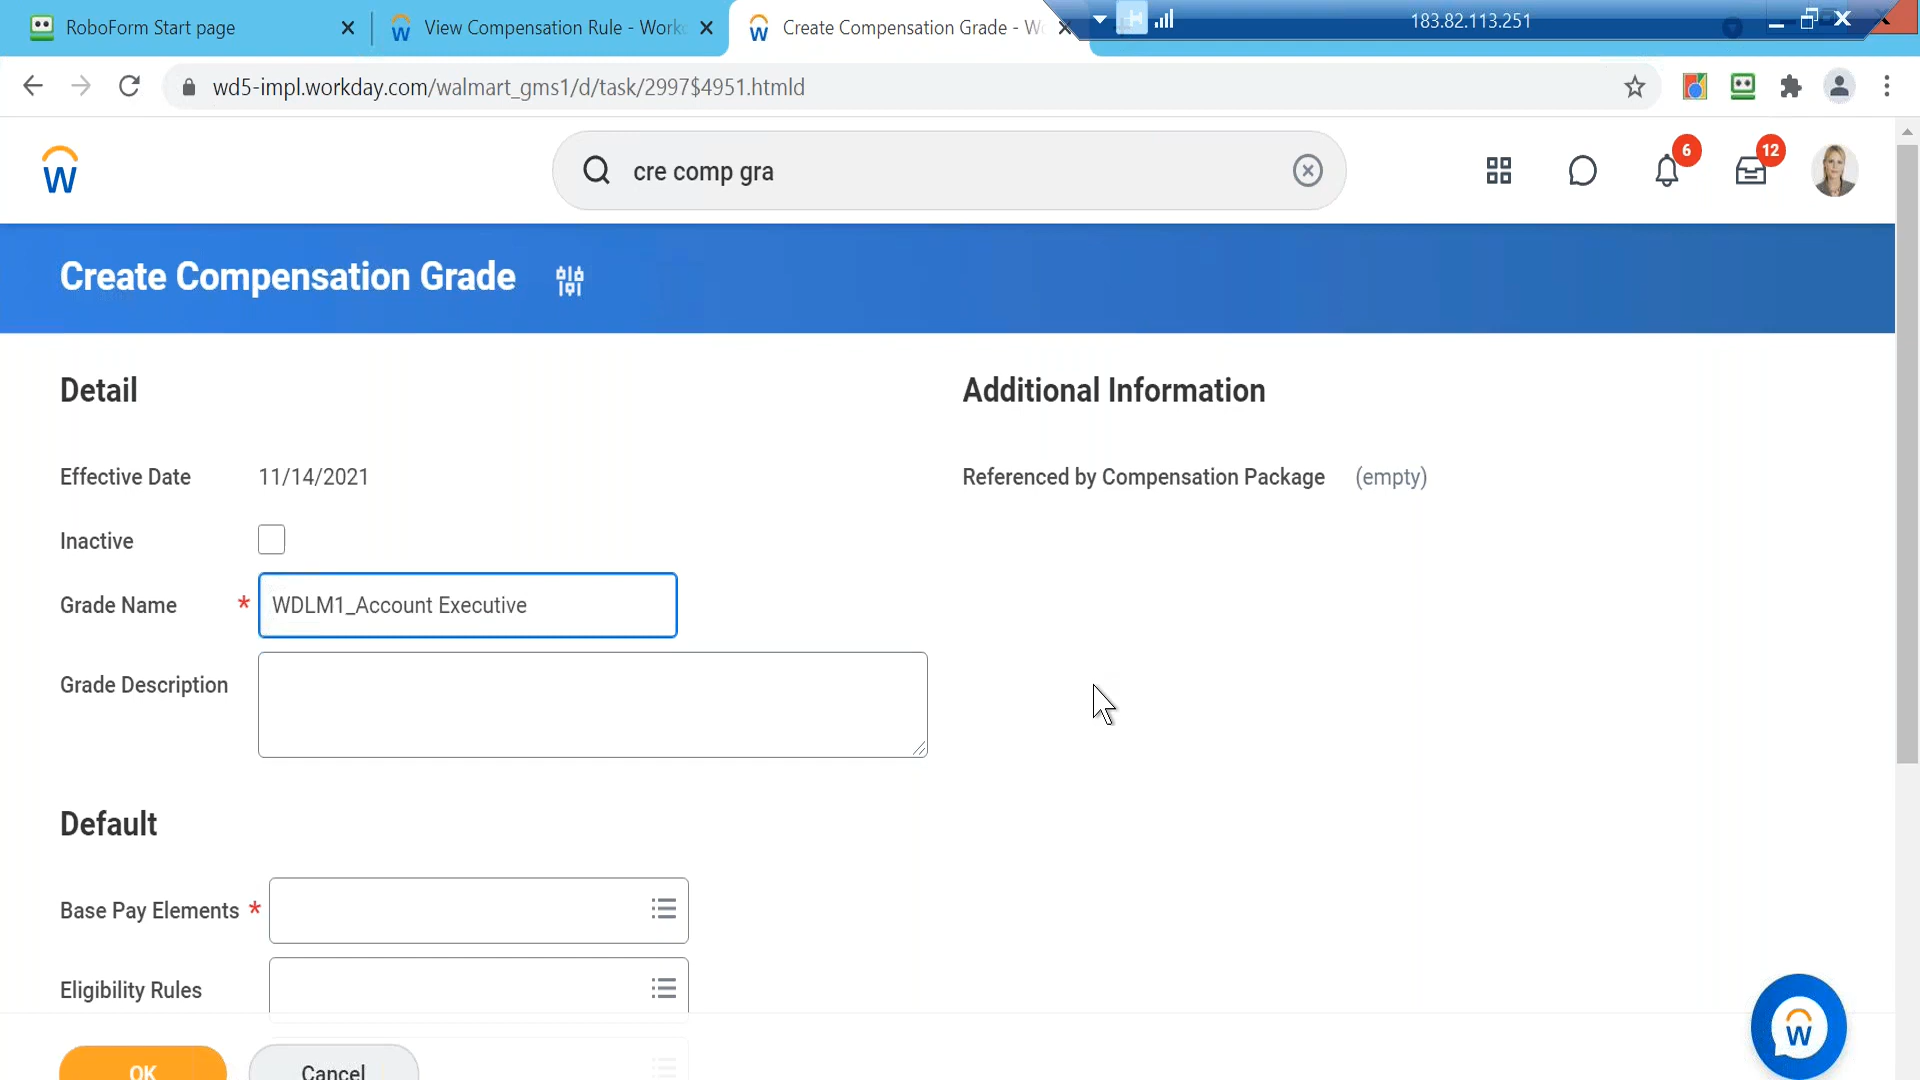 RoboForm Start page
View Compensation Rule - Work
Create Compensation Grade - Wo
183.82.113.251
wd5-impl.workday.com/walmart_gms1/d/task/2997$4951.htmld
W
cre comp gra
6
12
Create Compensation Grade
Detail
Additional Information
Effective Date 11/14/2021
Referenced by Compensation Package (empty)
Inactive
Grade Name * WDLM1_Account Executive
Grade Description
Default
Base Pay Elements *
Eligibility Rules
W
OK
Cancel